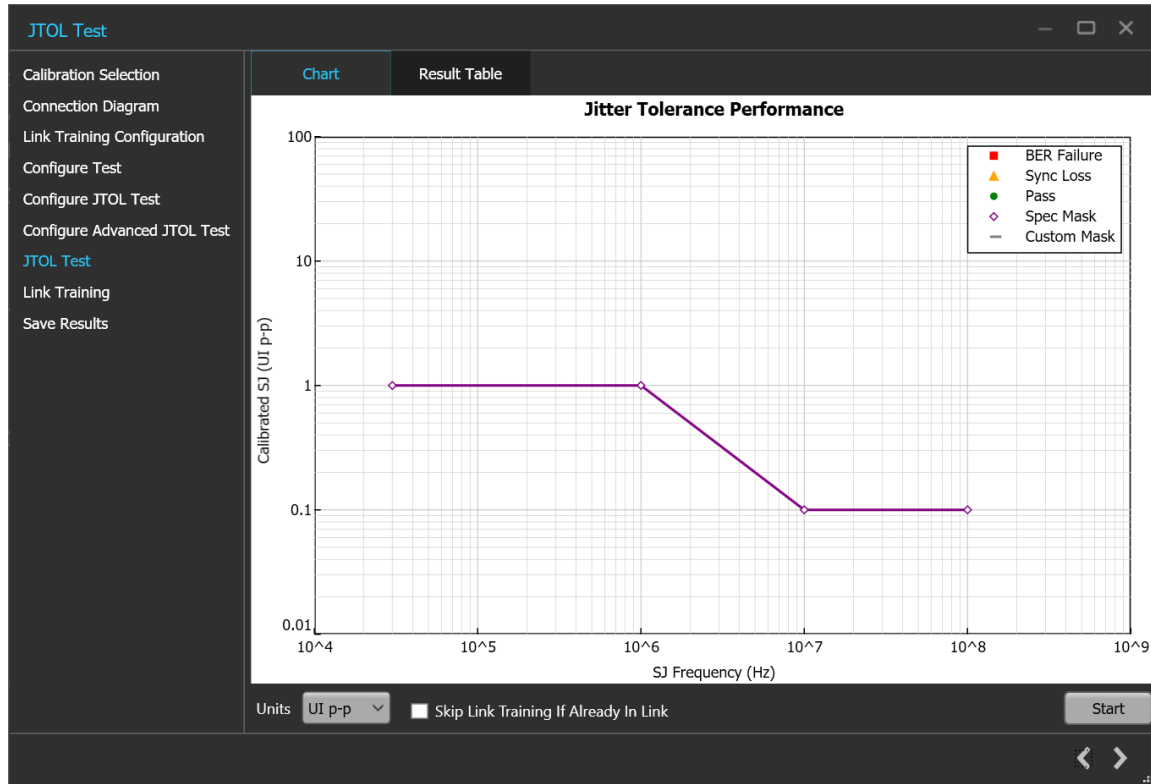 JTOL Test
Calibration Selection
Connection Diagram
Link Training Configuration
Configure Test
Configure JTOL Test
Configure Advanced JTOL Test
JTOL Test
Link Training
Save Results
Chart
Result Table
Jitter Tolerance Performance
100
10
1
0.1
0.01
Calibrated SJ (UI p-p)
BER Failure
Sync Loss
Pass
Spec Mask
Custom Mask
10^4
10^5
10^6
10^7
10^8
10^9
SJ Frequency (Hz)
Units
UI p-p
Skip Link Training If Already In Link
Start